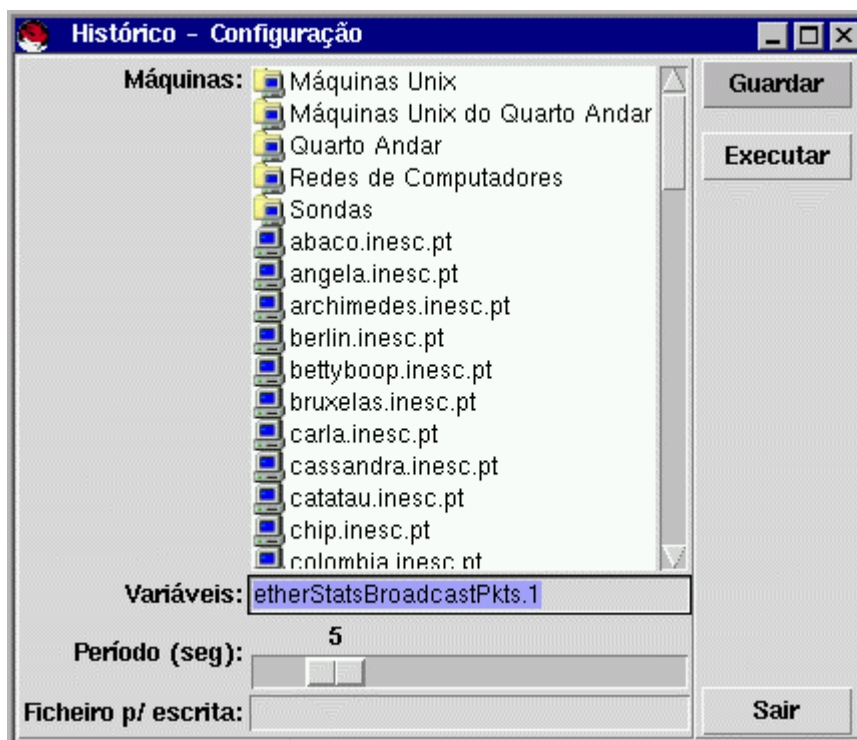 Histórico - Configuração
Máquinas:
Máquinas Unix
Máquinas Unix do Quarto Andar
Quarto Andar
Redes de Computadores
Sondas
abaco.inesc.pt
angela.inesc.pt
archimedes.inesc.pt
berlin.inesc.pt
bettyboop.inesc.pt
bruxelas.inesc.pt
carla.inesc.pt
cassandra.inesc.pt
catatau.inesc.pt
chip.inesc.pt
colombia.inesc.pt
Variáveis: etherStatsBroadcastPkts.1
Período (seg): 5
Ficheiro p/ escrita:
Guardar
Executar
Sair